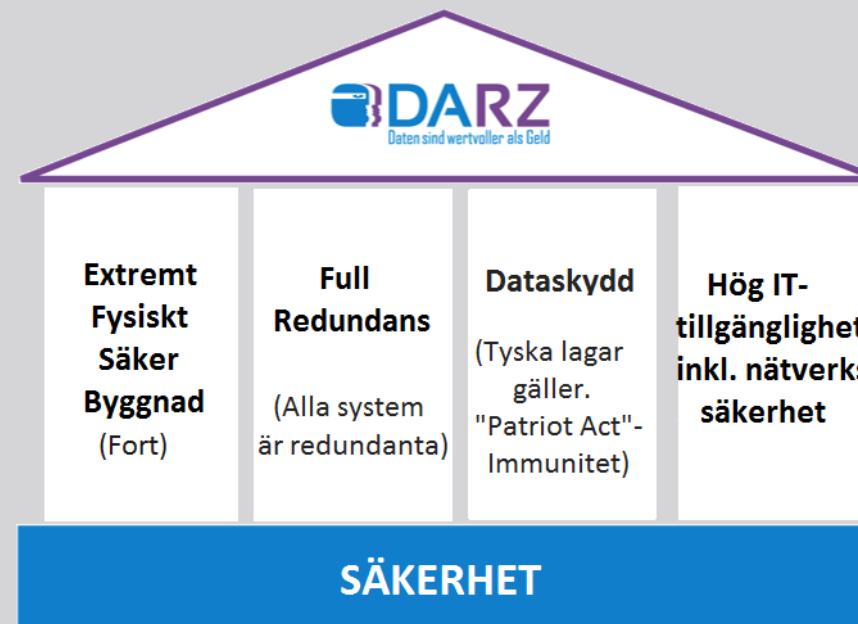 DARZ
Daten sind wertvoller als Geld
Extremt
Fysiskt
Säker
Byggnad
(Fort)
Full
Redundans
(Alla system
är redundanta)
Dataskydd
(Tyska lagar
gäller.
"Patriot Act"-
Immunitet)
Hög IT-
tillgänglighet
inkl. nätverks
säkerhet
SÄKERHET